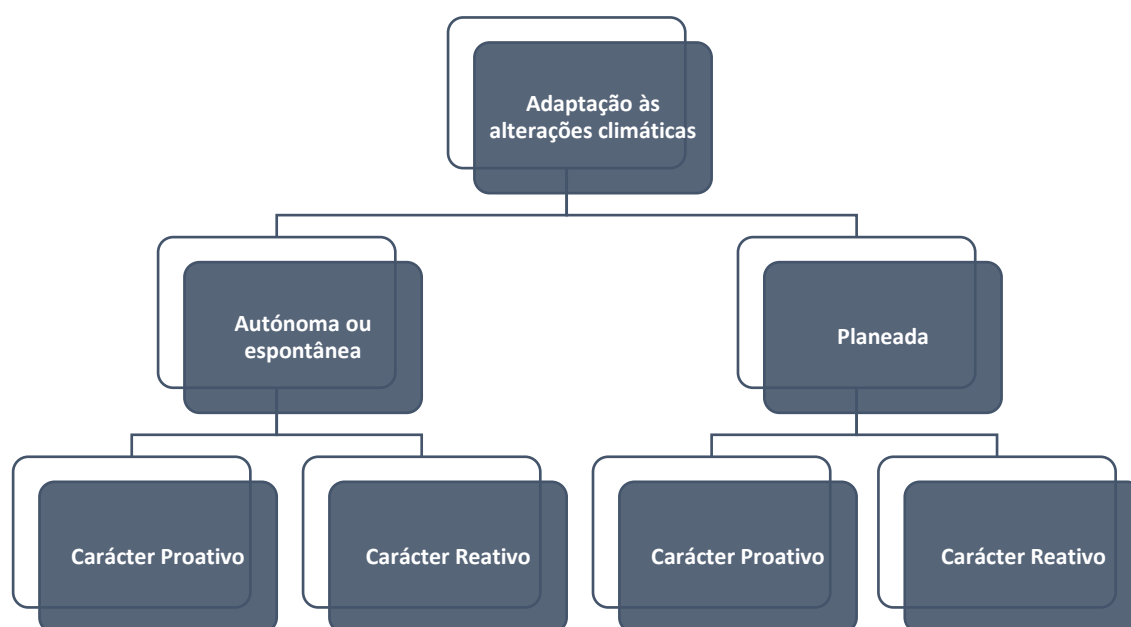 Adaptação às
alterações climáticas
Autónoma ou
espontânea
Planeada
Carácter Proativo
Carácter Reativo
Carácter Proativo
Carácter Reativo